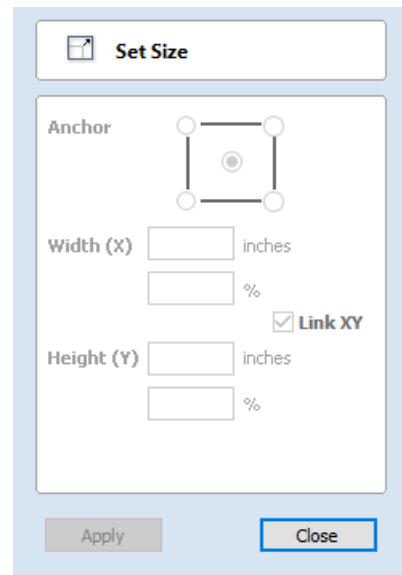 Set Size
Anchor
Width (X) inches
%
Link XY
Height (Y) inches
%
Apply Close